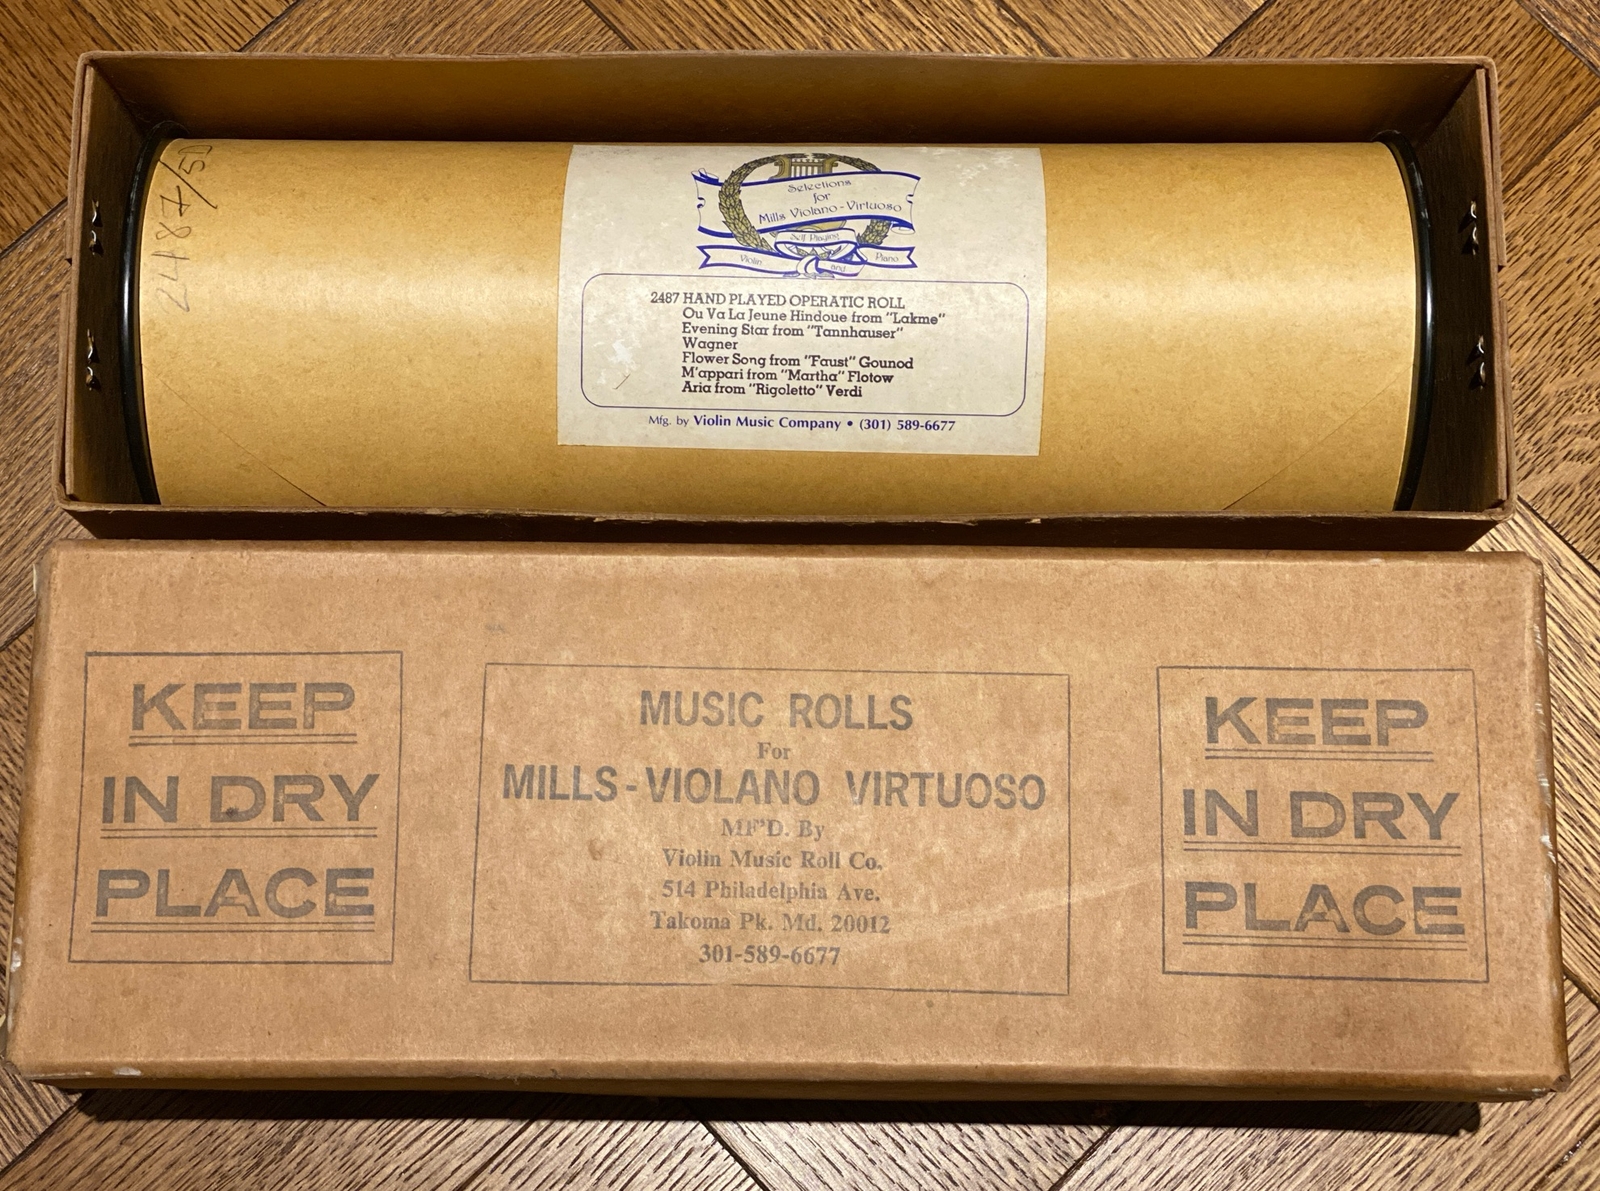 2487/50
Selections
for
Mills Violano-Virtuoso
Self Playing
Violin and Piano
2487 HAND PLAYED OPERATIC ROLL
Ou Va La Jeune Hindoue from "Lakme"
Evening Star from "Tannhauser"
Wagner
Flower Song from "Faust" Gounod
M'appari from "Martha" Flotow
Aria from "Rigoletto" Verdi
Mfg. by Violin Music Company • (301) 589-6677
KEEP
IN DRY
PLACE
MUSIC ROLLS
For
MILLS-VIOLANO VIRTUOSO
MF'D. By
Violin Music Roll Co.
514 Philadelphia Ave.
Takoma Pk. Md. 20012
301-589-6677
KEEP
IN DRY
PLACE